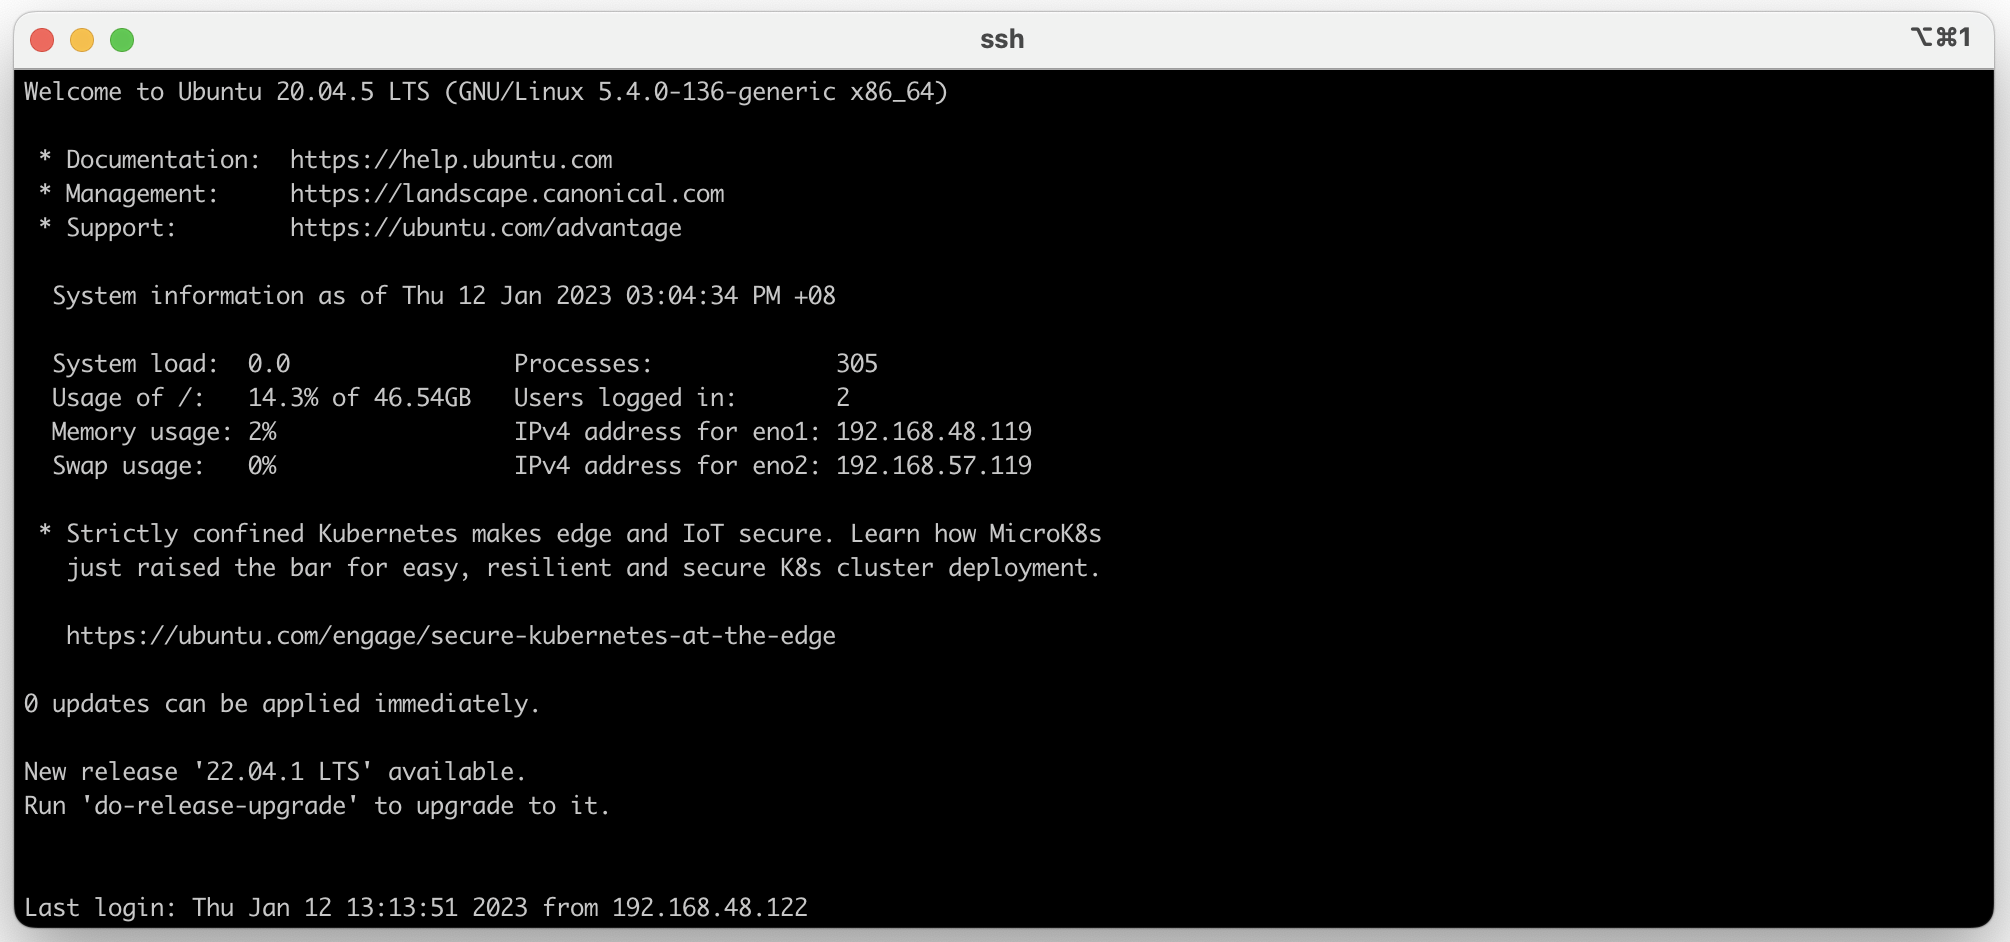 ssh
⌥⌘1
Welcome to Ubuntu 20.04.5 LTS (GNU/Linux 5.4.0-136-generic x86_64)

 * Documentation:  https://help.ubuntu.com
 * Management:     https://landscape.canonical.com
 * Support:        https://ubuntu.com/advantage

  System information as of Thu 12 Jan 2023 03:04:34 PM +08

  System load:  0.0                Processes:             305
  Usage of /:   14.3% of 46.54GB   Users logged in:       2
  Memory usage: 2%                 IPv4 address for eno1: 192.168.48.119
  Swap usage:   0%                 IPv4 address for eno2: 192.168.57.119

 * Strictly confined Kubernetes makes edge and IoT secure. Learn how MicroK8s
   just raised the bar for easy, resilient and secure K8s cluster deployment.

   https://ubuntu.com/engage/secure-kubernetes-at-the-edge

0 updates can be applied immediately.

New release '22.04.1 LTS' available.
Run 'do-release-upgrade' to upgrade to it.


Last login: Thu Jan 12 13:13:51 2023 from 192.168.48.122